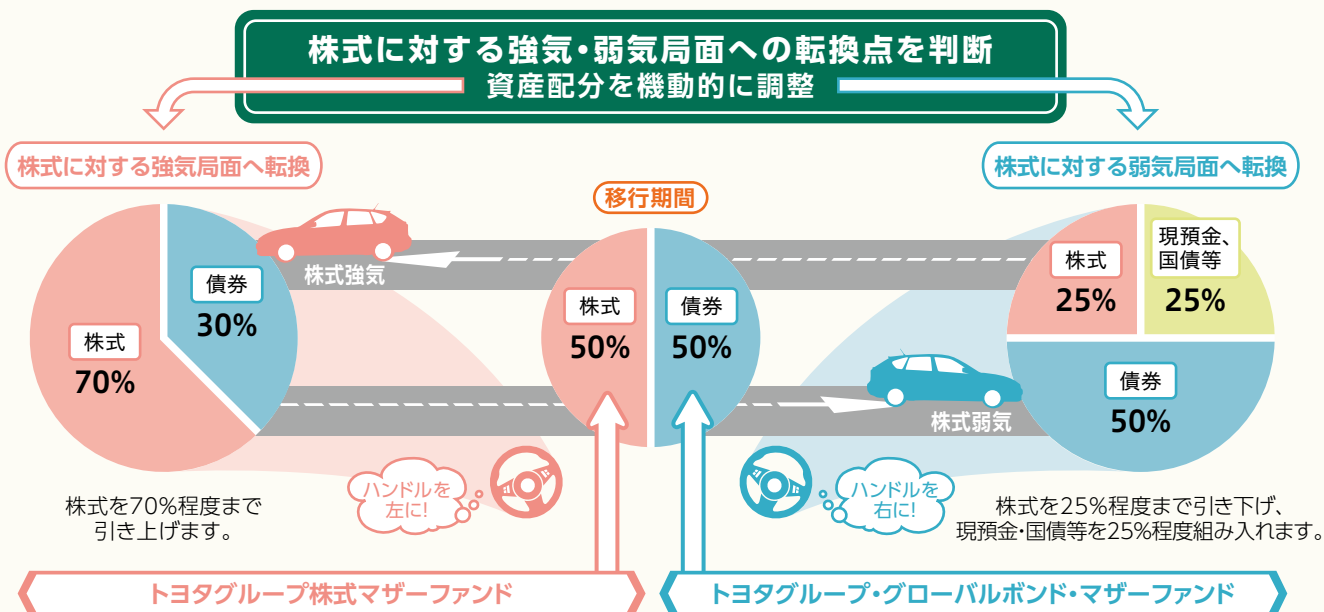 株式に対する強気・弱気局面への転換点を判断
資産配分を機動的に調整
株式に対する強気局面へ転換
株式に対する弱気局面へ転換
移行期間
債券
30%
株式
70%
株式強気
株式
50%
債券
50%
株式
25%
現預金、
国債等
25%
債券
50%
株式弱気
ハンドルを
左に!
ハンドルを
右に!
株式を70%程度まで
引き上げます。
株式を25%程度まで引き下げ、
現預金・国債等を25%程度組み入れます。
トヨタグループ株式マザーファンド
トヨタグループ・グローバルボンド・マザーファンド